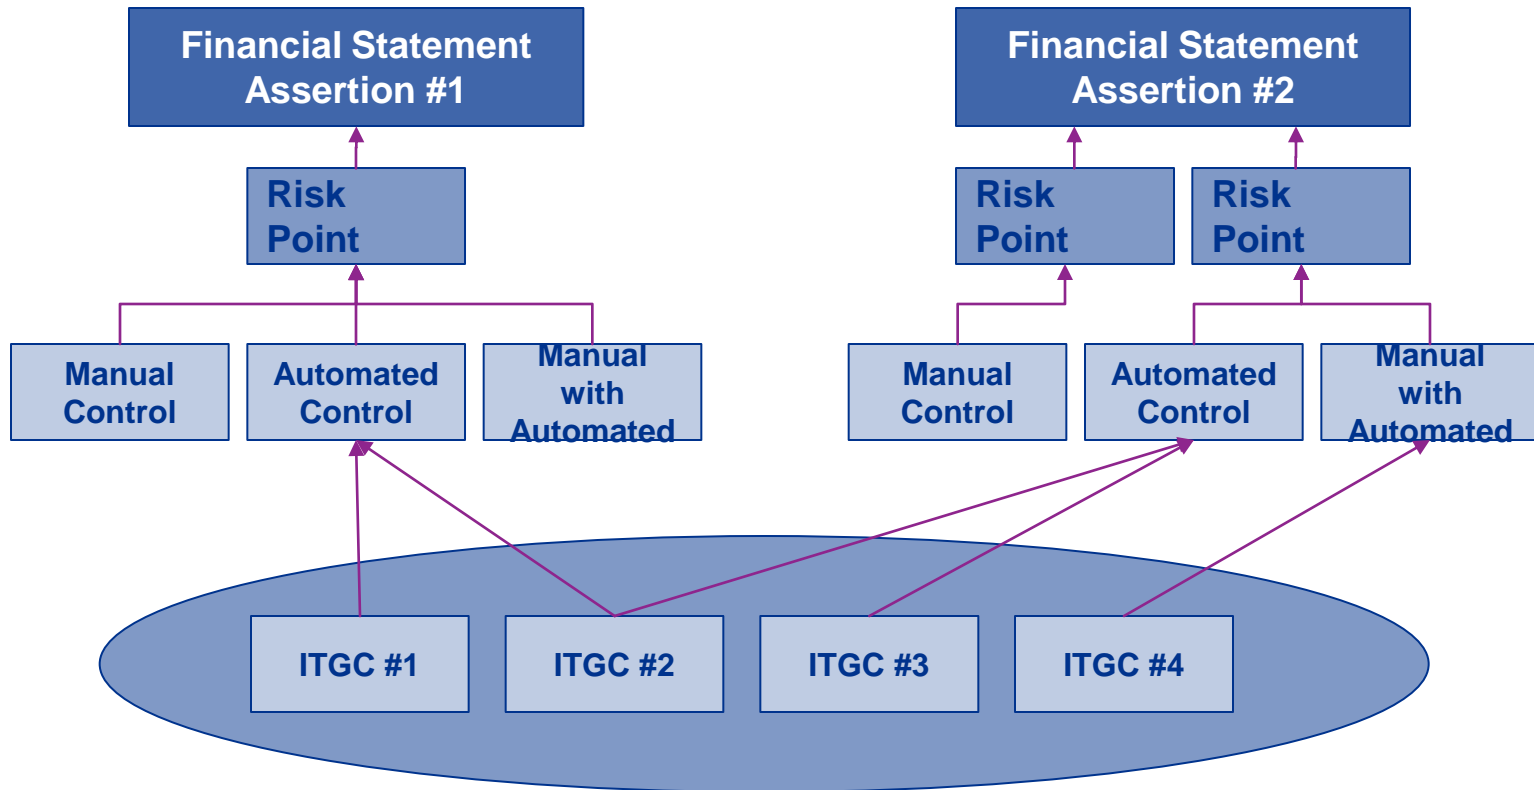 Financial Statement
Assertion #1
Financial Statement
Assertion #2
Risk
Point
Risk
Point
Risk
Point
Manual
Control
Automated
Control
Manual
with
Automated
Manual
Control
Automated
Control
Manual
with
Automated
ITGC #1
ITGC #2
ITGC #3
ITGC #4